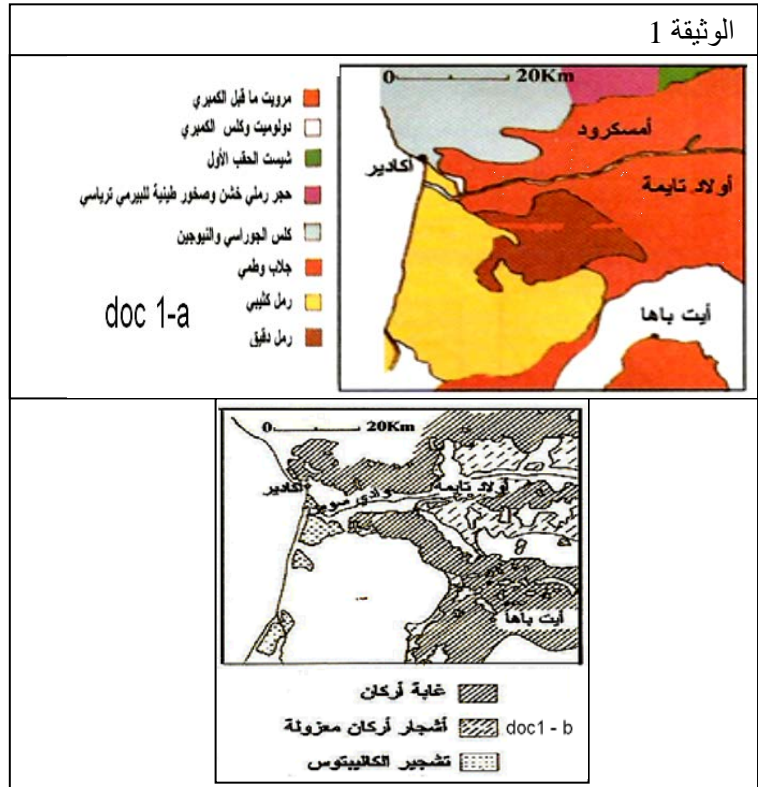 الوثيقة 1
0 20Km
أمسكرود
أكادير
أولاد تايمة
أيت باها
مرويت ما قبل الكمبري
دولوميت وكلس الكمبري
شيست الحقب الأول
حجر رملي خشن وصخور طينية للبيرمي ترياسي
كلس الجوراسي والنيوجين
جلاب وطمي
رمل كثيبي
رمل دقيق
doc 1-a
0 20Km
أكادير
أولاد تايمة
أيت باها
غابة أركان
أشجار أركان معزولة
doc1 - b
تشجير الكاليبتوس